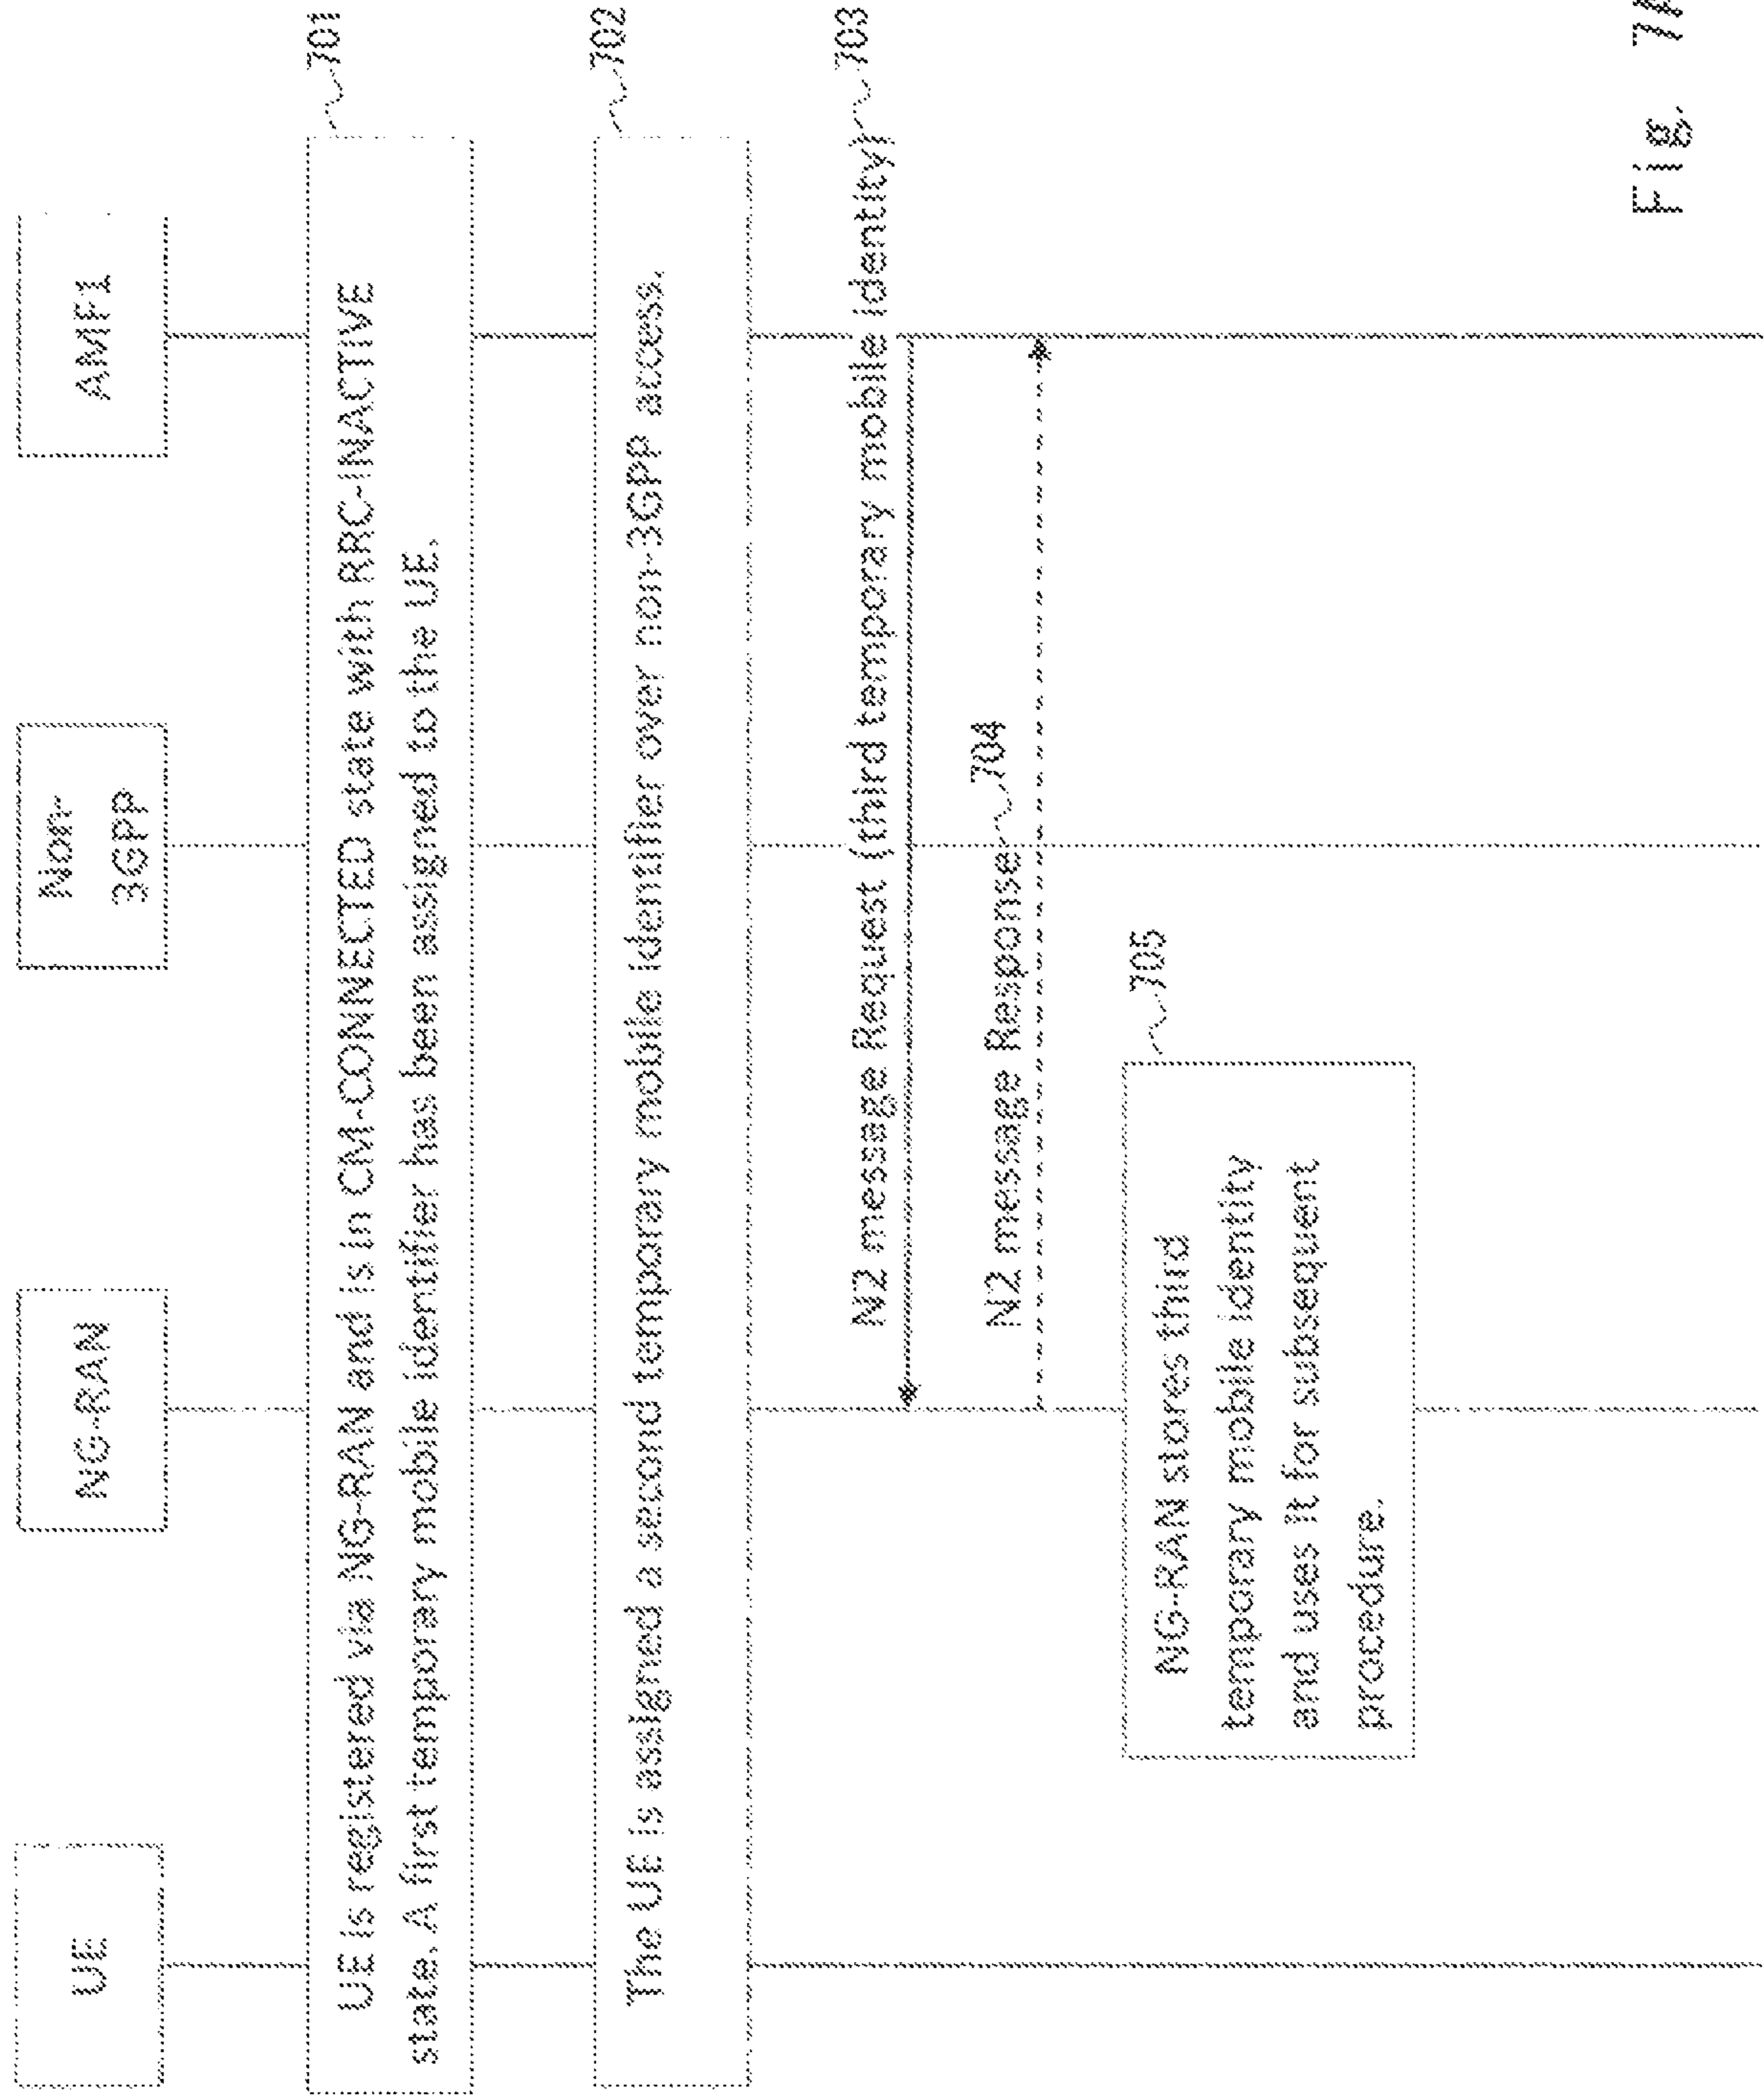 UE
NG-RAN
Non-
3GPP
AMF1
UE is registered via NG-RAN and is in CM-CONNECTED state with RRC-INACTIVE
state. A first temporary mobile identifier has been assigned to the UE.
701
The UE is assigned a second temporary mobile identifier over non-3GPP access.
702
N2 message Request (third temporary mobile identity)
703
N2 message Response
704
705
NG-RAN stores third
temporary mobile identity
and uses it for subsequent
procedure.
Fig. 7A